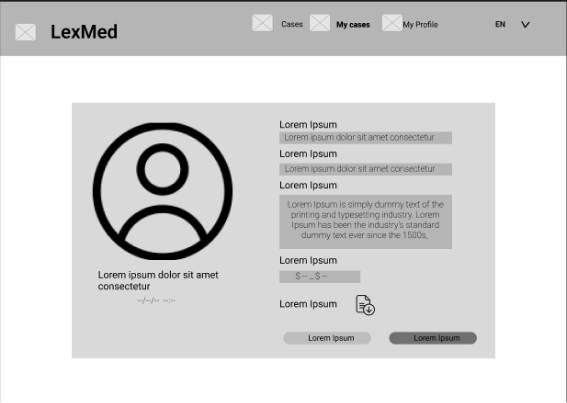 LexMed
Cases
My cases
My Profile
EN
Lorem Ipsum
Lorem ipsum dolor sit amet consectetur
Lorem Ipsum
Lorem ipsum dolor sit amet consectetur
Lorem Ipsum
Lorem Ipsum is simply dummy text of the
printing and typesetting industry. Lorem
Ipsum has been the industry's standard
dummy text ever since the 1500s,
Lorem ipsum dolor sit amet
consectetur
--/--/-- --:--
Lorem Ipsum
$ -- _ $ --
Lorem Ipsum
Lorem Ipsum
Lorem Ipsum